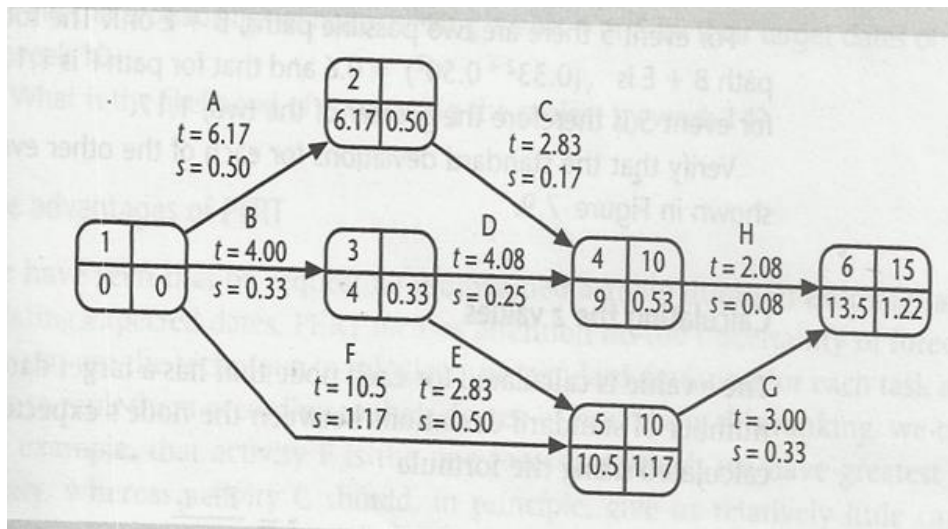 A
t = 6.17
s = 0.50
2
6.17 0.50
C
t = 2.83
s = 0.17
1
0 0
B
t = 4.00
s = 0.33
3
4 0.33
D
t = 4.08
s = 0.25
4 10
9 0.53
H
t = 2.08
s = 0.08
6 15
13.5 1.22
F
t = 10.5
s = 1.17
E
t = 2.83
s = 0.50
5 10
10.5 1.17
G
t = 3.00
s = 0.33